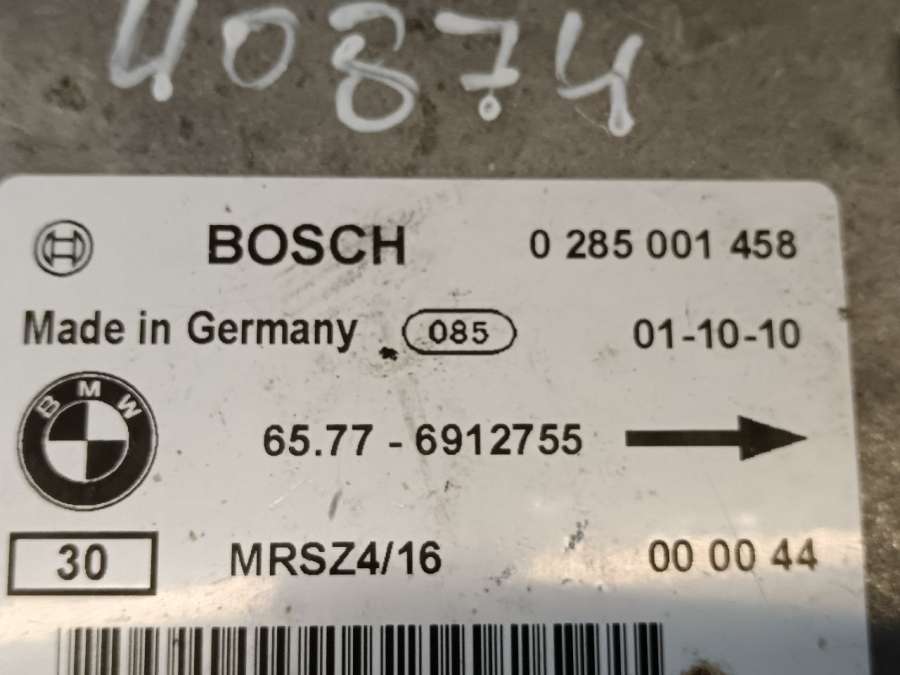 40874
BOSCH 0 285 001 458
Made in Germany 085 01-10-10
BMW
65.77 - 6912755
30 MRSZ4/16 00 00 44